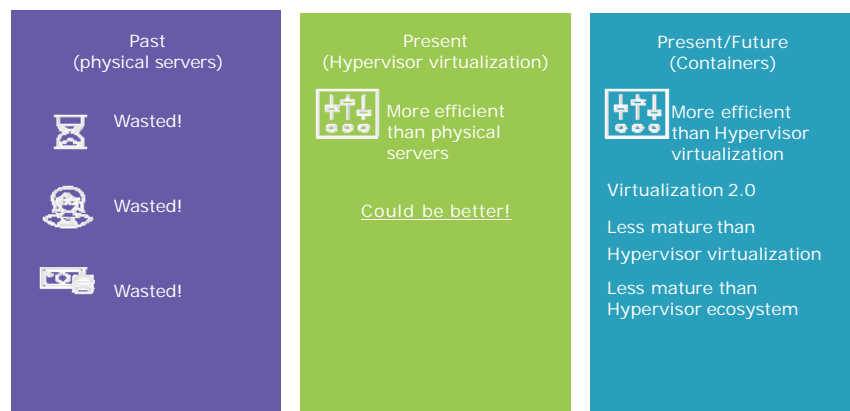 Past
(physical servers)
Wasted!
Wasted!
Wasted!
Present
(Hypervisor virtualization)
More efficient
than physical
servers
Could be better!
Present/Future
(Containers)
More efficient
than Hypervisor
virtualization
Virtualization 2.0
Less mature than
Hypervisor virtualization
Less mature than
Hypervisor ecosystem